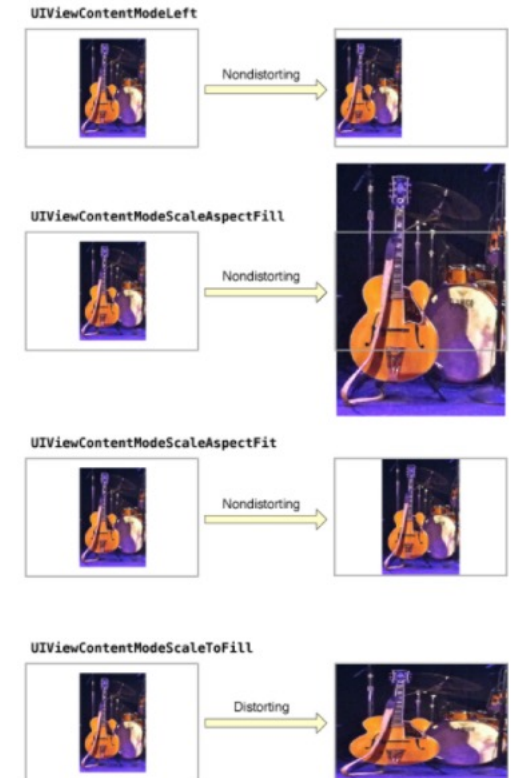 UIViewContentModeLeft
Nondistorting
UIViewContentModeScaleAspectFill
Nondistorting
UIViewContentModeScaleAspectFit
Nondistorting
UIViewContentModeScaleToFill
Distorting